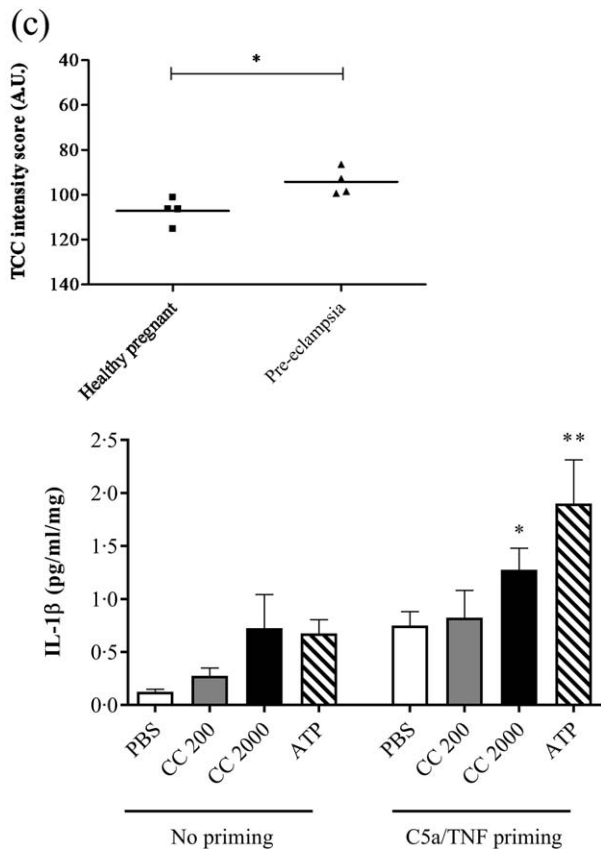 (c)
*
40
60
80
100
120
140
TCC intensity score (A.U.)
Healthy pregnant
Pre-eclampsia
2·5
2·0
1·5
1·0
0·5
0·0
IL-1β (pg/ml/mg)
* **
PBS CC 200 CC 2000 ATP PBS CC 200 CC 2000 ATP
No priming C5a/TNF priming